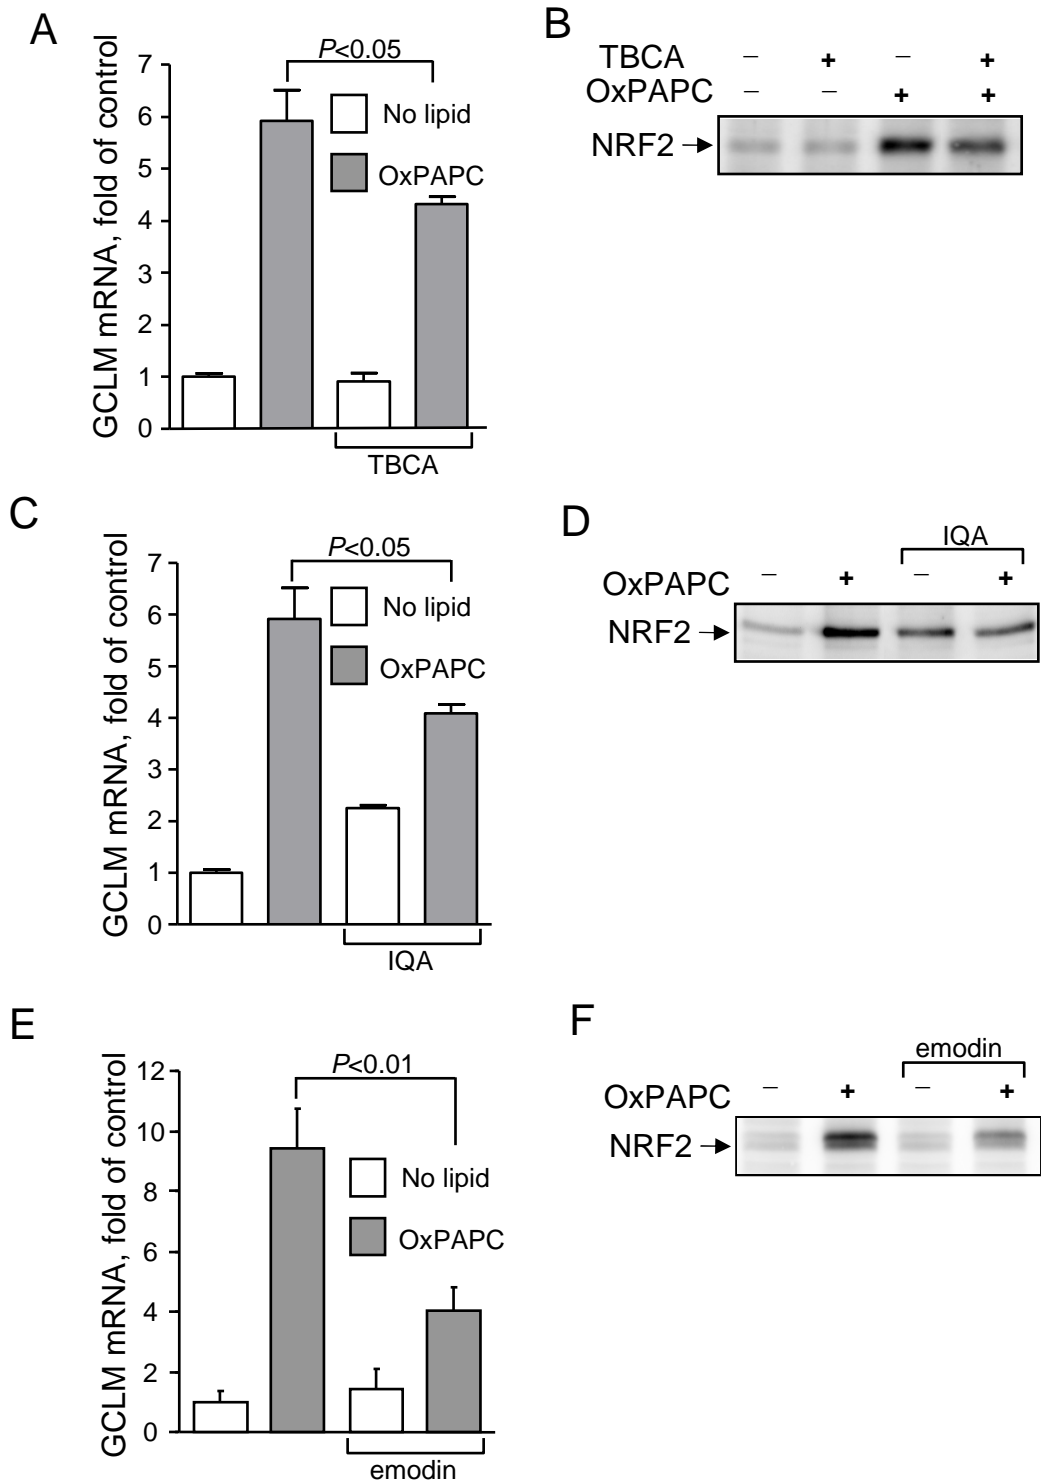 A
GCLM mRNA, fold of control
7
6
5
4
3
2
1
0
P<0.05
No lipid
OxPAPC
TBCA
B
TBCA – + – +
OxPAPC – – + +
NRF2
C
GCLM mRNA, fold of control
7
6
5
4
3
2
1
0
P<0.05
No lipid
OxPAPC
IQA
D
IQA
OxPAPC – + – +
NRF2
E
GCLM mRNA, fold of control
12
10
8
6
4
2
0
P<0.01
No lipid
OxPAPC
emodin
F
emodin
OxPAPC – + – +
NRF2